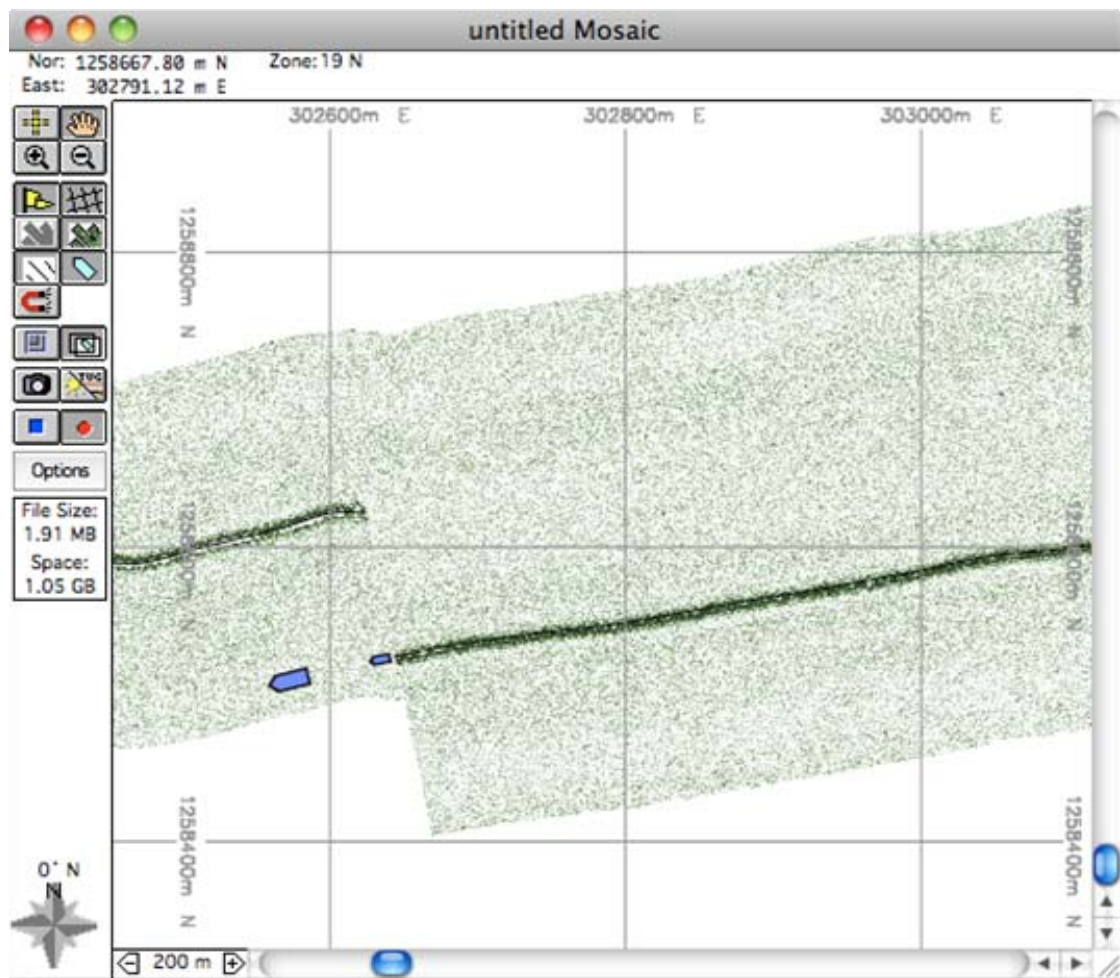 untitled Mosaic
Nor: 1258667.80 m N Zone: 19 N
East: 302791.12 m E
302600m E 302800m E 303000m E
1258800m N 1258800m N
TVG
Options
File Size:
1.91 MB
Space:
1.05 GB
1258400m N 1258400m N
0° N
N
200 m